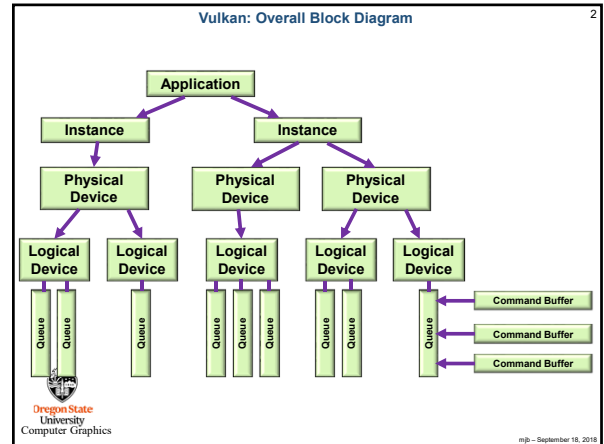 Vulkan: Overall Block Diagram
2
Application
Instance
Instance
Physical
Device
Physical
Device
Physical
Device
Logical
Device
Logical
Device
Logical
Device
Logical
Device
Logical
Device
Queue
Queue
Queue
Queue
Queue
Queue
Queue
Queue
Queue
Command Buffer
Command Buffer
Command Buffer
Oregon State
University
Computer Graphics
mjb – September 18, 2018